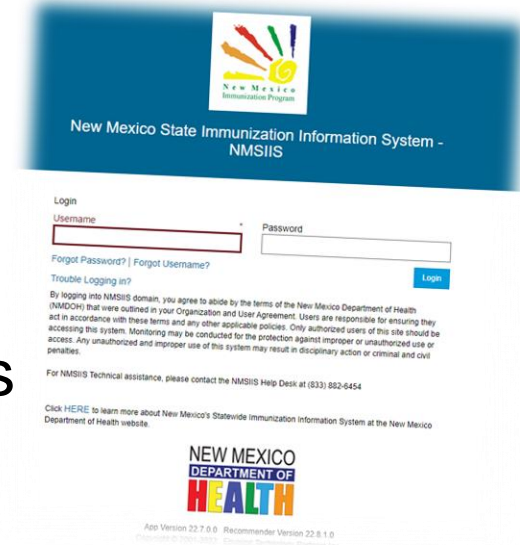 New Mexico
Immunization Program
New Mexico State Immunization Information System -
NMSIIS
Login
Username *
Password
Forgot Password? | Forgot Username?
Login
Trouble Logging in?
By logging into NMSIIS domain, you agree to abide by the terms of the New Mexico Department of Health
(NMDOH) that were outlined in your Organization and User Agreement. Users are responsible for ensuring they
act in accordance with these terms and any other applicable policies. Only authorized users of this site should be
accessing this system. Monitoring may be conducted for the protection against improper or unauthorized use or
access. Any unauthorized and improper use of this system may result in disciplinary action or criminal and civil
penalties.
s
For NMSIIS Technical assistance, please contact the NMSIIS Help Desk at (833) 882-6454
Click HERE to learn more about New Mexico's Statewide Immunization Information System at the New Mexico
Department of Health website.
NEW MEXICO
DEPARTMENT OF
HEALTH
App Version 22.7.0.0 Recommender Version 22.8.1.0